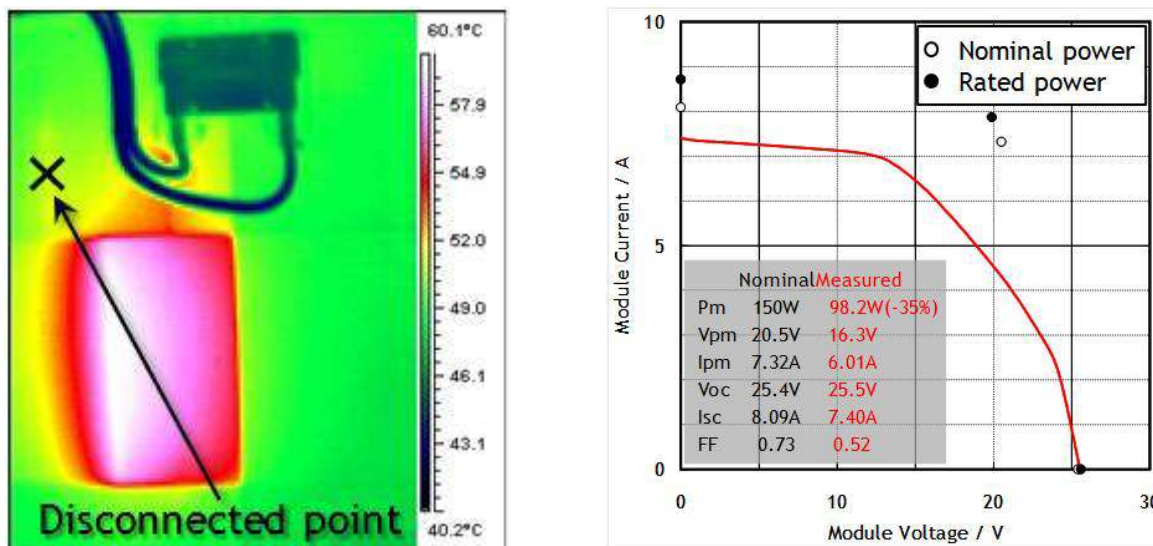 60.1°C
57.9
54.9
52.0
49.0
46.1
43.1
40.2°C
Disconnected point
10
5
0
Module Current / A
Nominal power
Rated power
Nominal Measured
Pm 150W 98.2W(-35%)
Vpm 20.5V 16.3V
Ipm 7.32A 6.01A
Voc 25.4V 25.5V
Isc 8.09A 7.40A
FF 0.73 0.52
0 10 20 30
Module Voltage / V